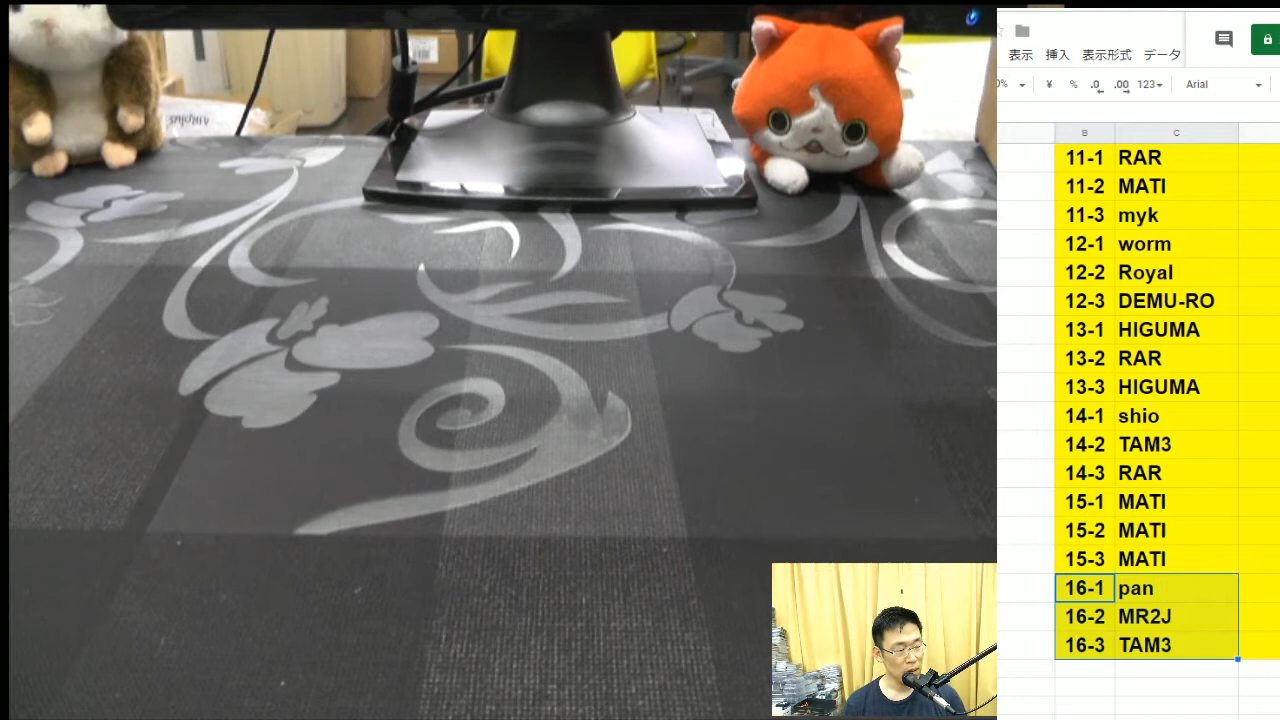 表示 挿入 表示形式 データ
0% ¥ % .0 .00 123 Arial
B C
11-1 RAR
11-2 MATI
11-3 myk
12-1 worm
12-2 Royal
12-3 DEMU-RO
13-1 HIGUMA
13-2 RAR
13-3 HIGUMA
14-1 shio
14-2 TAM3
14-3 RAR
15-1 MATI
15-2 MATI
15-3 MATI
16-1 pan
16-2 MR2J
16-3 TAM3